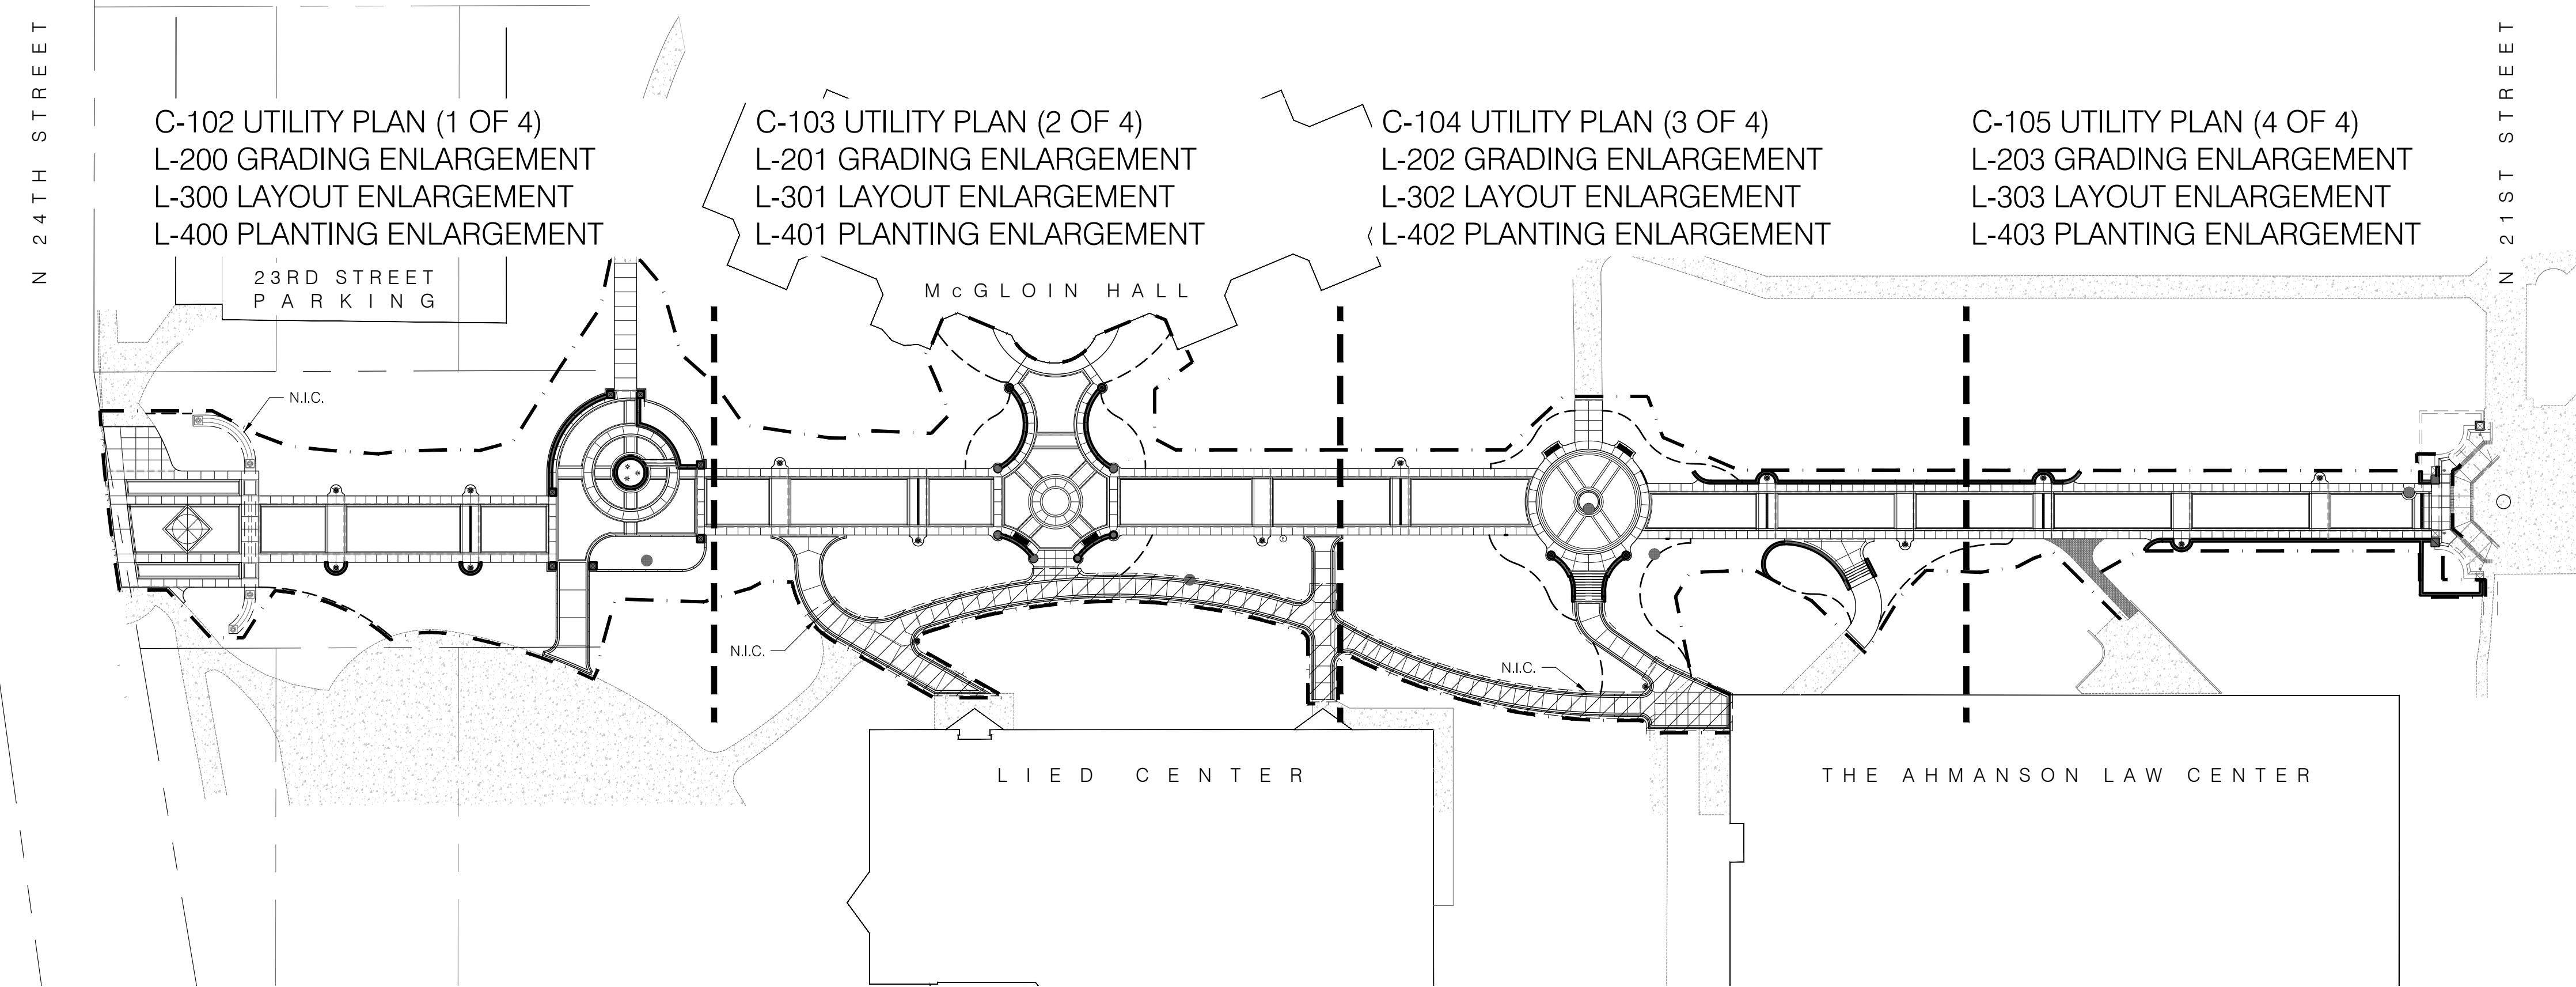 N 24TH STREET
C-102 UTILITY PLAN (1 OF 4)
L-200 GRADING ENLARGEMENT
L-300 LAYOUT ENLARGEMENT
L-400 PLANTING ENLARGEMENT
C-103 UTILITY PLAN (2 OF 4)
L-201 GRADING ENLARGEMENT
L-301 LAYOUT ENLARGEMENT
L-401 PLANTING ENLARGEMENT
C-104 UTILITY PLAN (3 OF 4)
L-202 GRADING ENLARGEMENT
L-302 LAYOUT ENLARGEMENT
L-402 PLANTING ENLARGEMENT
C-105 UTILITY PLAN (4 OF 4)
L-203 GRADING ENLARGEMENT
L-303 LAYOUT ENLARGEMENT
L-403 PLANTING ENLARGEMENT
N 21ST STREET
23RD STREET
PARKING
McGLOIN HALL
N.I.C.
N.I.C.
N.I.C.
LIED CENTER
THE AHMANSON LAW CENTER